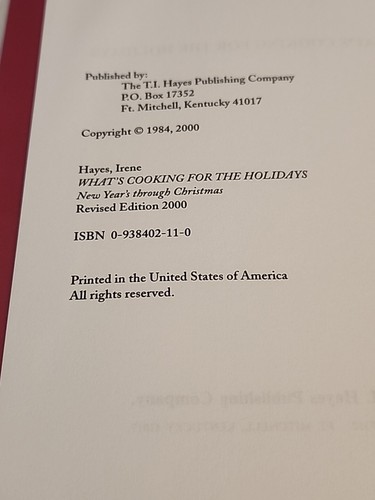 Published by:
The T.I. Hayes Publishing Company
P.O. Box 17352
Ft. Mitchell, Kentucky 41017
Copyright © 1984, 2000
Hayes, Irene
WHAT'S COOKING FOR THE HOLIDAYS
New Year's through Christmas
Revised Edition 2000
ISBN 0-938402-11-0
Printed in the United States of America
All rights reserved.